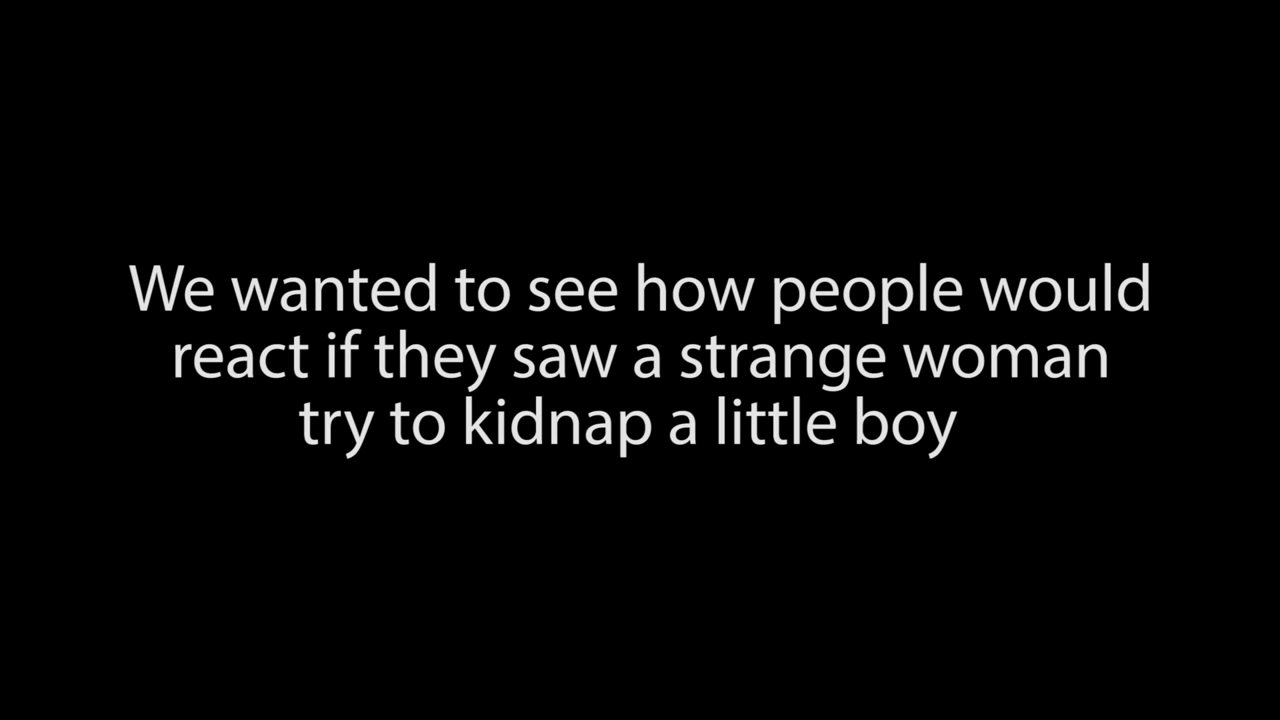 We wanted to see how people would
react if they saw a strange woman
try to kidnap a little boy